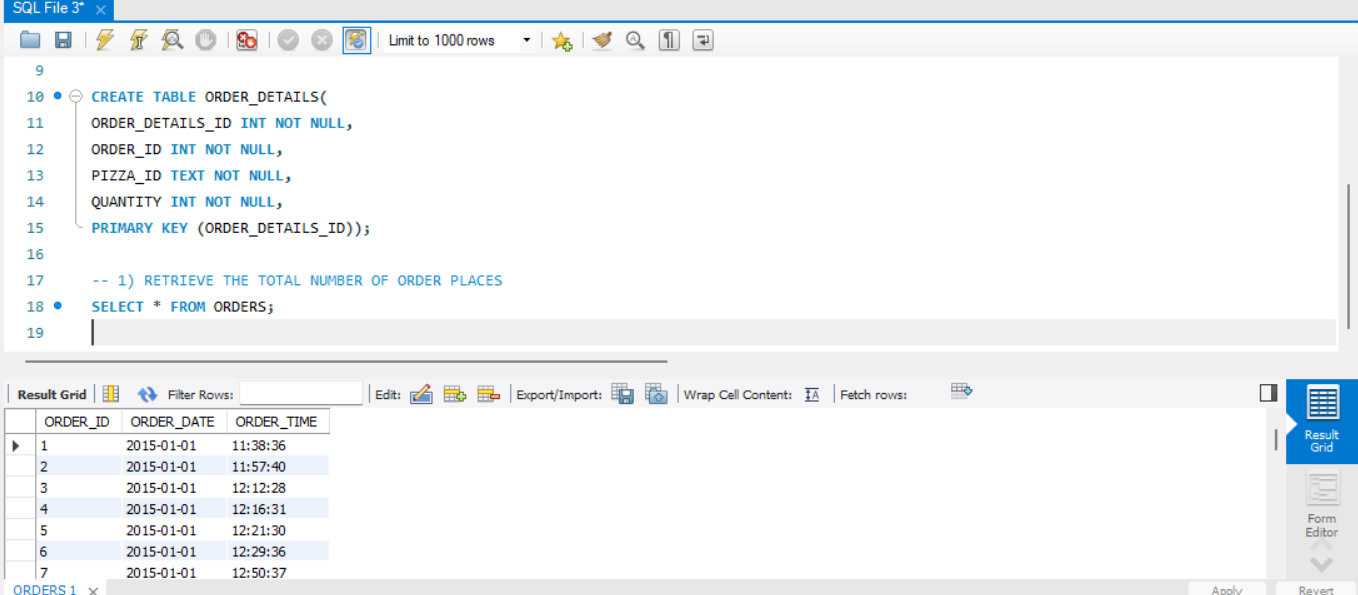 SQL File 3*
Limit to 1000 rows
9
10 CREATE TABLE ORDER_DETAILS(
11 ORDER_DETAILS_ID INT NOT NULL,
12 ORDER_ID INT NOT NULL,
13 PIZZA_ID TEXT NOT NULL,
14 QUANTITY INT NOT NULL,
15 PRIMARY KEY (ORDER_DETAILS_ID));
16
17 -- 1) RETRIEVE THE TOTAL NUMBER OF ORDER PLACES
18 SELECT * FROM ORDERS;
19
Result Grid Filter Rows: Edit: Export/Import: Wrap Cell Content: Fetch rows:
ORDER_ID ORDER_DATE ORDER_TIME
1 2015-01-01 11:38:36
2 2015-01-01 11:57:40
3 2015-01-01 12:12:28
4 2015-01-01 12:16:31
5 2015-01-01 12:21:30
6 2015-01-01 12:29:36
7 2015-01-01 12:50:37
Result
Grid
Form
Editor
ORDERS 1
Apply Revert